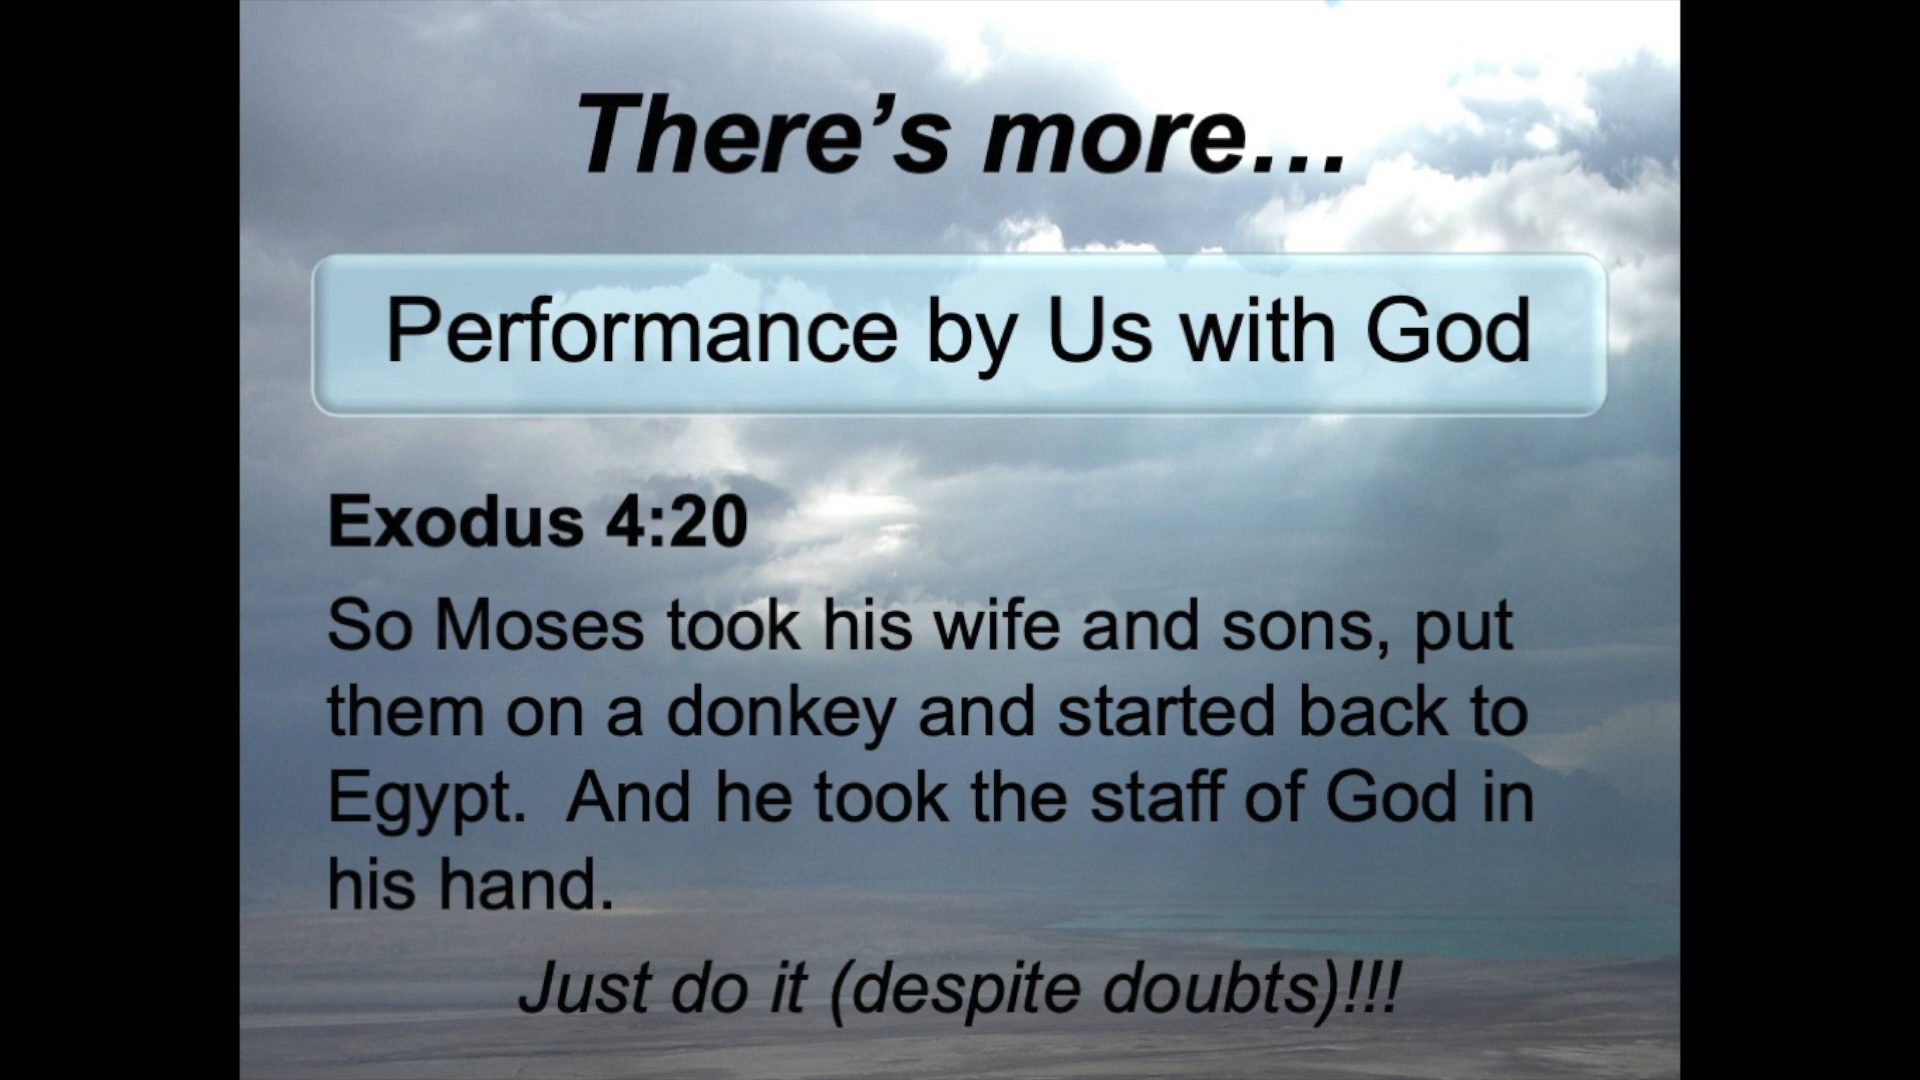 There’s more…
Performance by Us with God
Exodus 4:20
So Moses took his wife and sons, put
them on a donkey and started back to
Egypt.  And he took the staff of God in
his hand.
Just do it (despite doubts)!!!